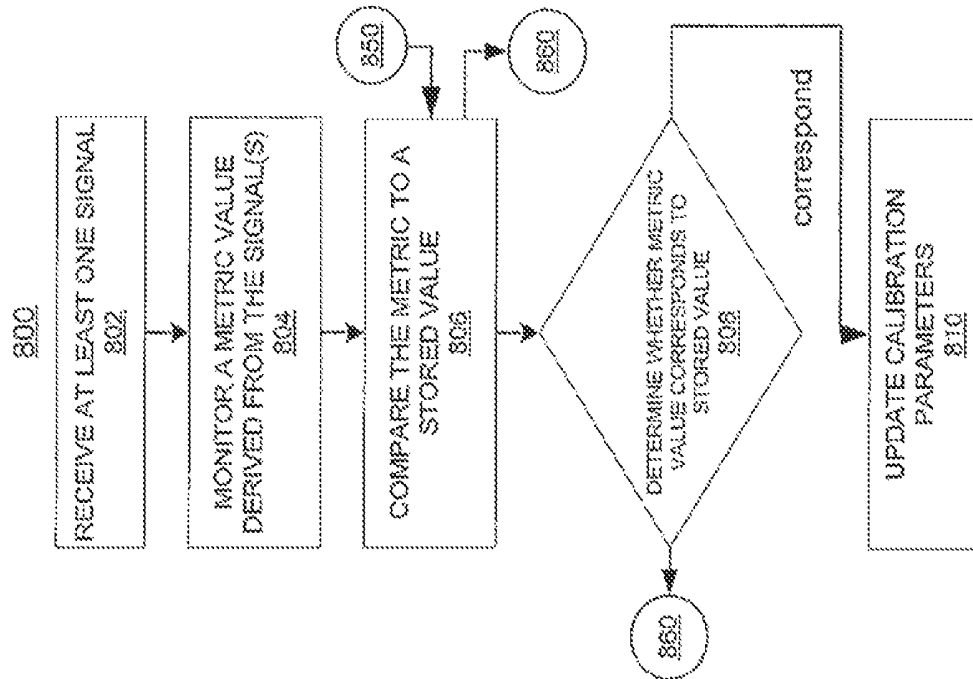 800
RECEIVE AT LEAST ONE SIGNAL
802
MONITOR A METRIC VALUE
DERIVED FROM THE SIGNAL(S)
804
850
COMPARE THE METRIC TO A
STORED VALUE
806
860
DETERMINE WHETHER METRIC
VALUE CORRESPONDS TO
STORED VALUE
808
860
correspond
UPDATE CALIBRATION
PARAMETERS
810